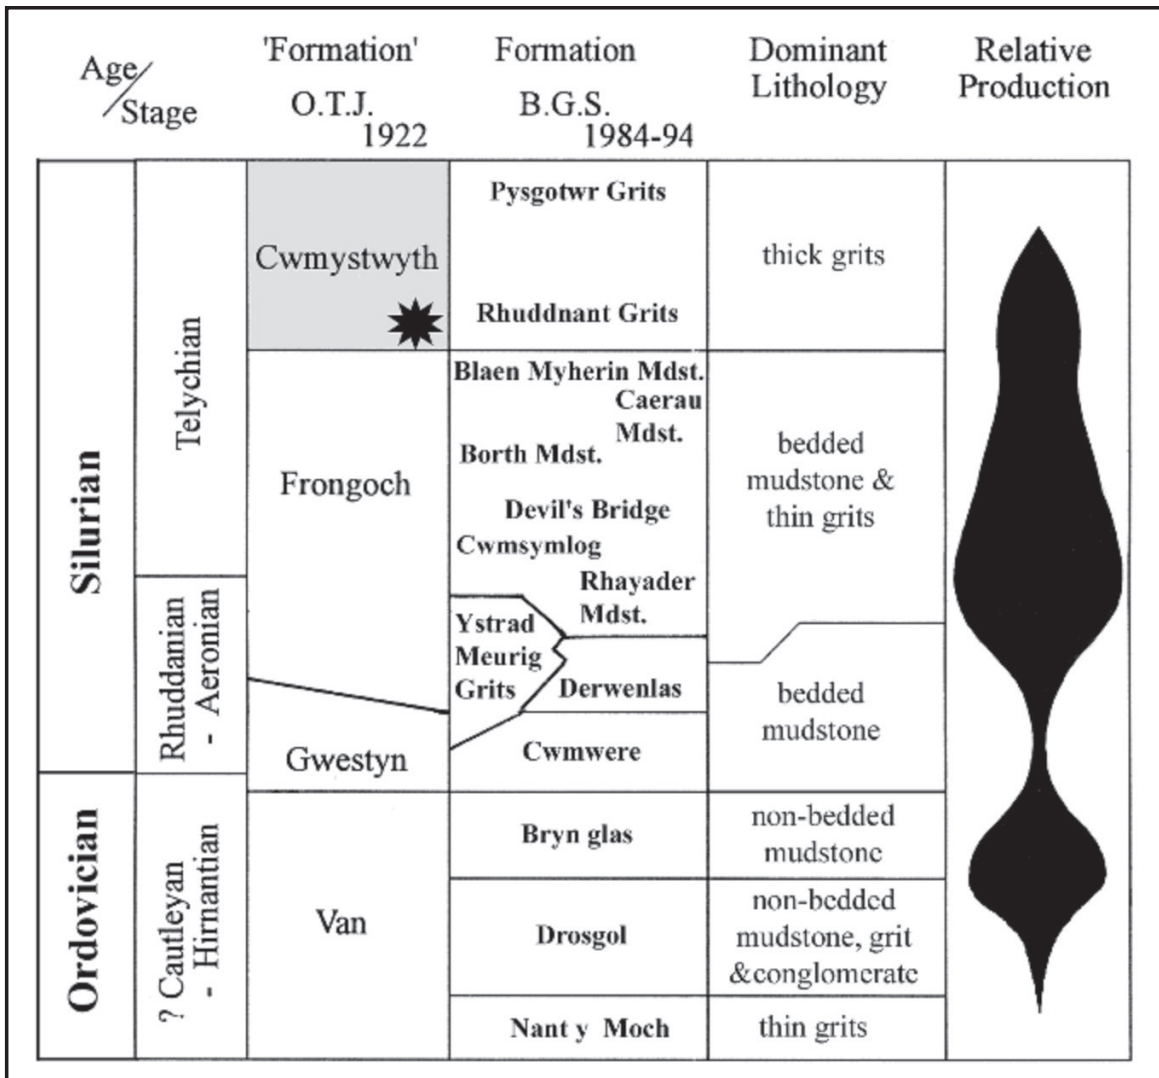 Age/
Stage
'Formation'
O.T.J.
1922
Formation
B.G.S.
1984-94
Dominant
Lithology
Relative
Production
Silurian
Ordovician
Telychian
Rhuddanian
- Aeronian
? Cautleyan
- Hirnantian
Cwmystwyth
Frongoch
Gwestyn
Van
Pysgotwr Grits
Rhuddnant Grits
Blaen Myherin Mdst.
Caerau
Mdst.
Borth Mdst.
Devil's Bridge
Cwmsymlog
Rhayader
Mdst.
Ystrad
Meurig
Grits
Derwenlas
Cwmwere
Bryn glas
Drosgol
Nant y Moch
thick grits
bedded
mudstone &
thin grits
bedded
mudstone
non-bedded
mudstone
non-bedded
mudstone, grit
&conglomerate
thin grits